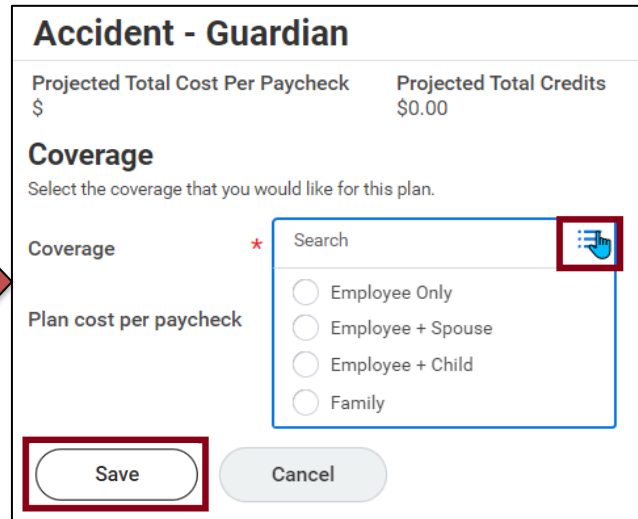 Accident - Guardian
Projected Total Cost Per Paycheck Projected Total Credits
$ $0.00
Coverage
Select the coverage that you would like for this plan.
Coverage * Search
Employee Only
Plan cost per paycheck
Employee + Spouse
Employee + Child
Family
Save Cancel